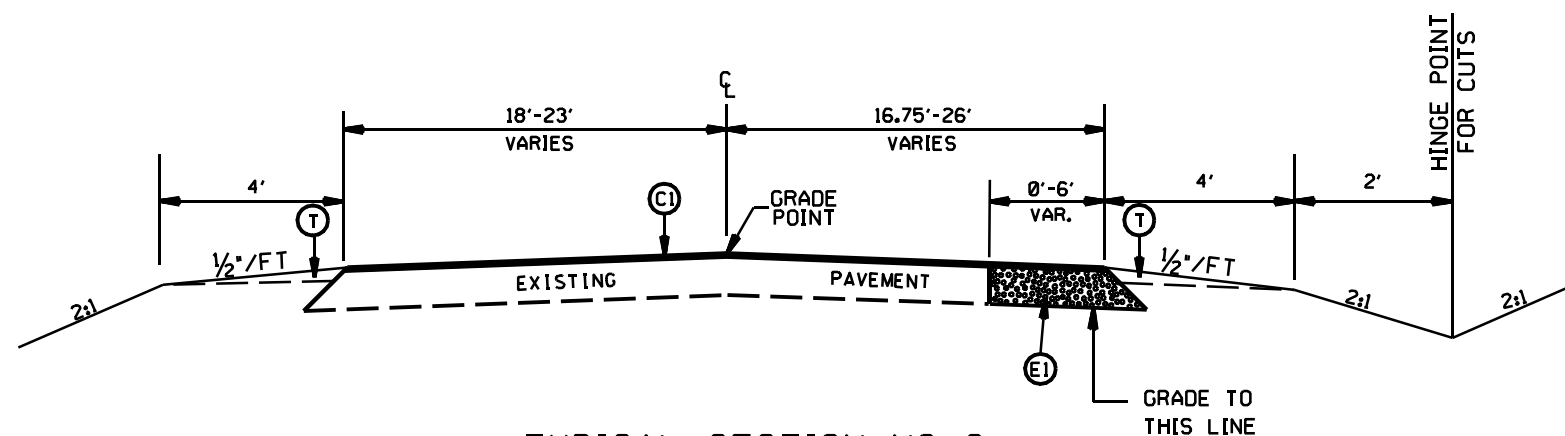 HINGE POINT
FOR CUTS
℄
18'-23'
VARIES
16.75'-26'
VARIES
4'
T
C1
GRADE
POINT
0'-6'
VAR.
4'
2'
T
1/2"/FT
1/2"/FT
2:1
EXISTING
PAVEMENT
2:1
2:1
E1
GRADE TO
THIS LINE